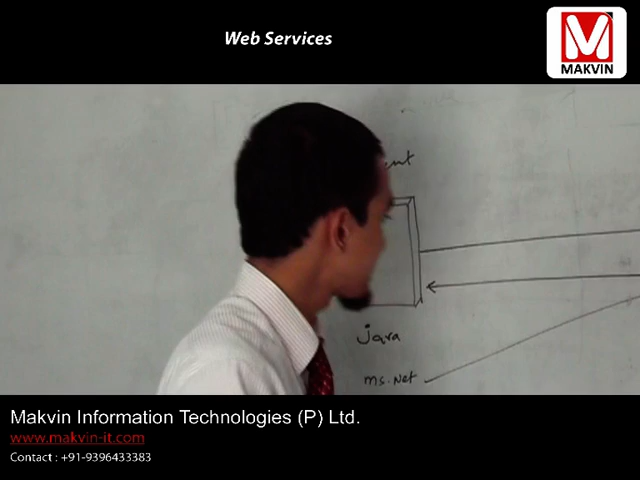 Web Services
MAKVIN
java
ms.Net
Makvin Information Technologies (P) Ltd.
www.makvin-it.com
Contact : +91-9396433383